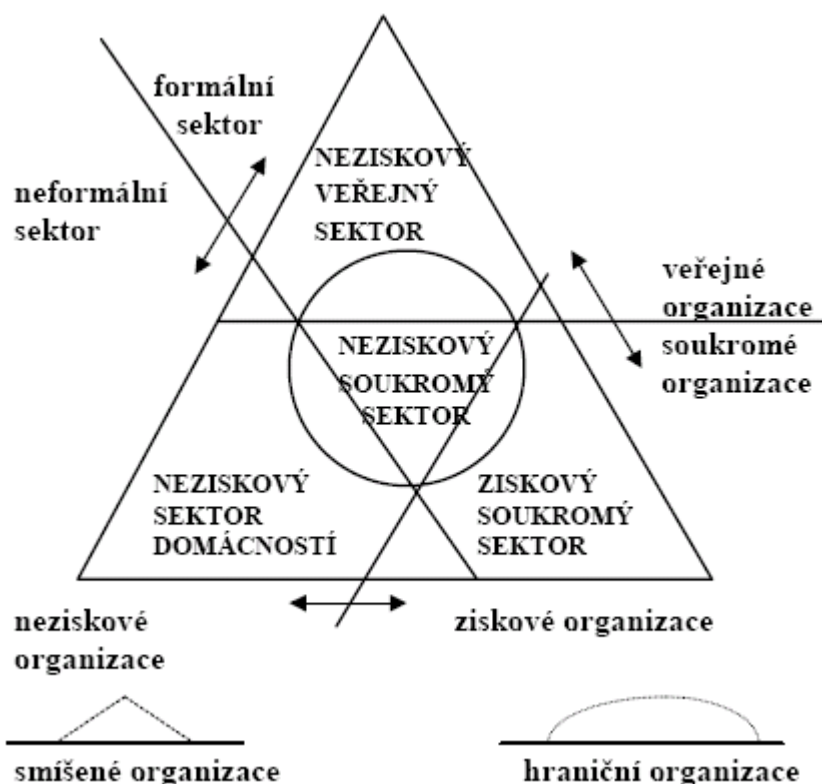 formální
sektor
neformální
sektor
NEZISKOVÝ
VEŘEJNÝ
SEKTOR
veřejné
organizace
soukromé
organizace
NEZISKOVÝ
SOUKROMÝ
SEKTOR
NEZISKOVÝ
SEKTOR
DOMÁCNOSTÍ
ZISKOVÝ
SOUKROMÝ
SEKTOR
neziskové
organizace
ziskové organizace
smíšené organizace
hraniční organizace